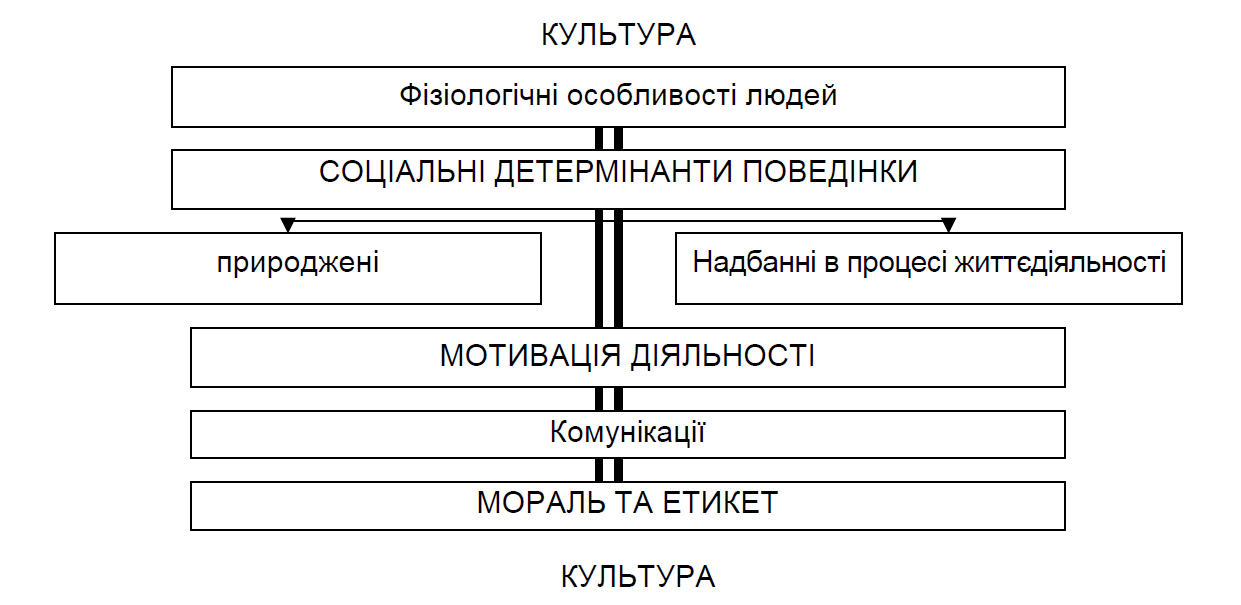 КУЛЬТУРА
Фізіологічні особливості людей
СОЦІАЛЬНІ ДЕТЕРМІНАНТИ ПОВЕДІНКИ
природжені
Надбанні в процесі життєдіяльності
МОТИВАЦІЯ ДІЯЛЬНОСТІ
Комунікації
МОРАЛЬ ТА ЕТИКЕТ
КУЛЬТУРА